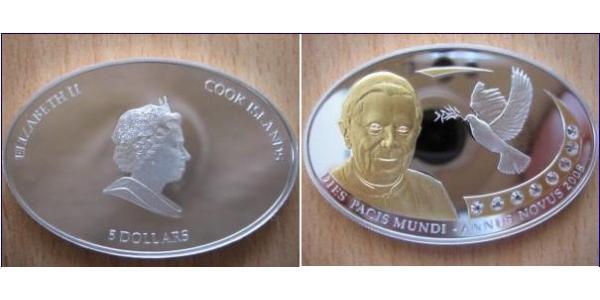 ELIZABETH II
COOK ISLANDS
5 DOLLARS
DIES PACIS MUNDI - ANNUS NOVUS 2008